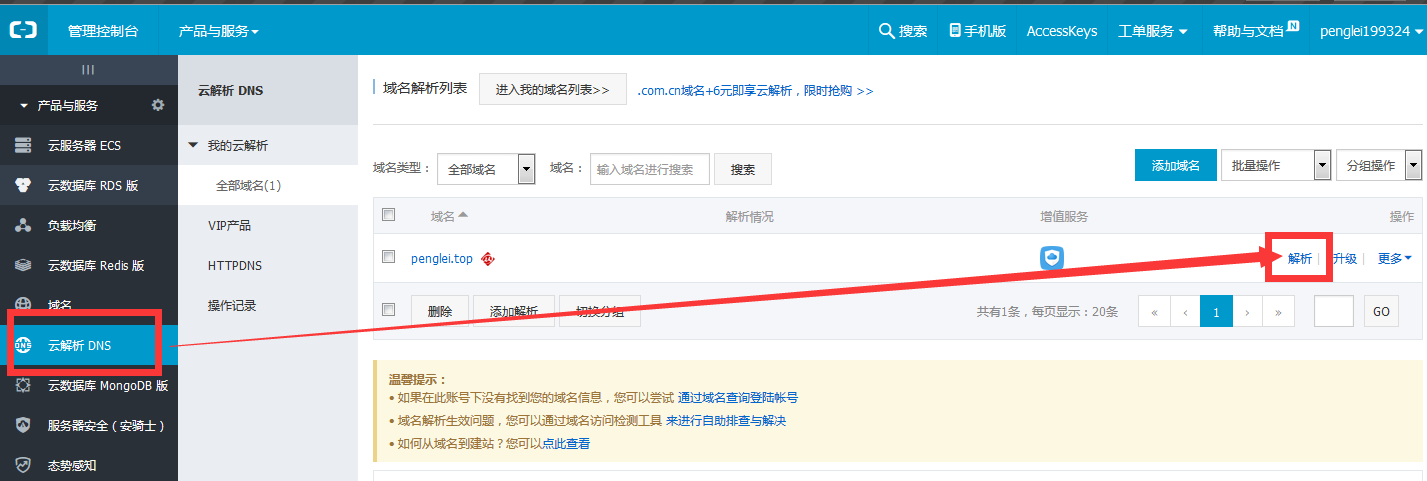 管理控制台 产品与服务 搜索 手机版 AccessKeys 工单服务 帮助与文档 N penglei199324
产品与服务
云服务器 ECS
云数据库 RDS 版
负载均衡
云数据库 Redis 版
域名
DNS 云解析 DNS
云数据库 MongoDB 版
服务器安全（安骑士）
态势感知
云解析 DNS
我的云解析
全部域名(1)
VIP产品
HTTPDNS
操作记录
域名解析列表 进入我的域名列表>> .com.cn域名+6元即享云解析，限时抢购 >>
域名类型： 全部域名 域名： 输入域名进行搜索 搜索 添加域名 批量操作 分组操作
域名 解析情况 增值服务 操作
penglei.top 解析 升级 更多
删除 添加解析 切换分组 共有1条，每页显示：20条 « ‹ 1 › » GO
温馨提示：
• 如果在此账号下没有找到您的域名信息，您可以尝试 通过域名查询登陆帐号
• 域名解析生效问题，您可以通过域名访问检测工具 来进行自助排查与解决
• 如何从域名到建站？您可以点此查看